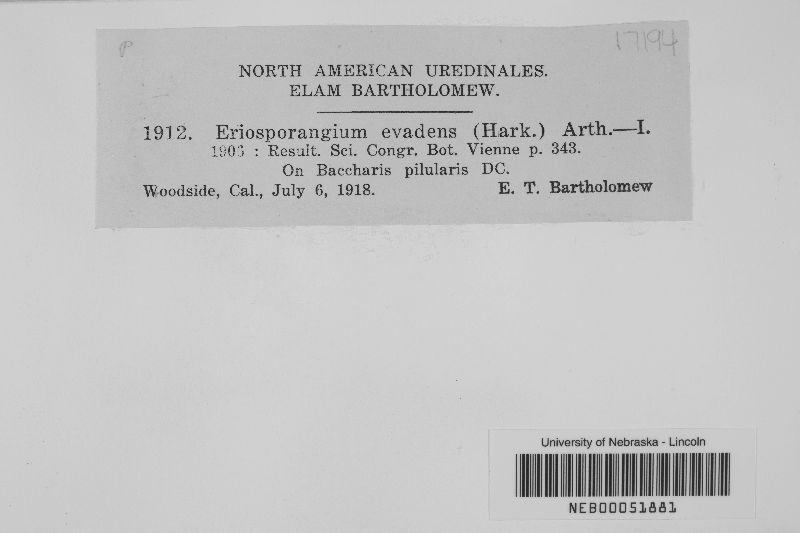 P
17194
NORTH AMERICAN UREDINALES.
ELAM BARTHOLOMEW.
1912. Eriosporangium evadens (Hark.) Arth.—I.
1906 : Result. Sci. Congr. Bot. Vienne p. 343.
On Baccharis pilularis DC.
Woodside, Cal., July 6, 1918. E. T. Bartholomew
University of Nebraska - Lincoln
NEB00051881